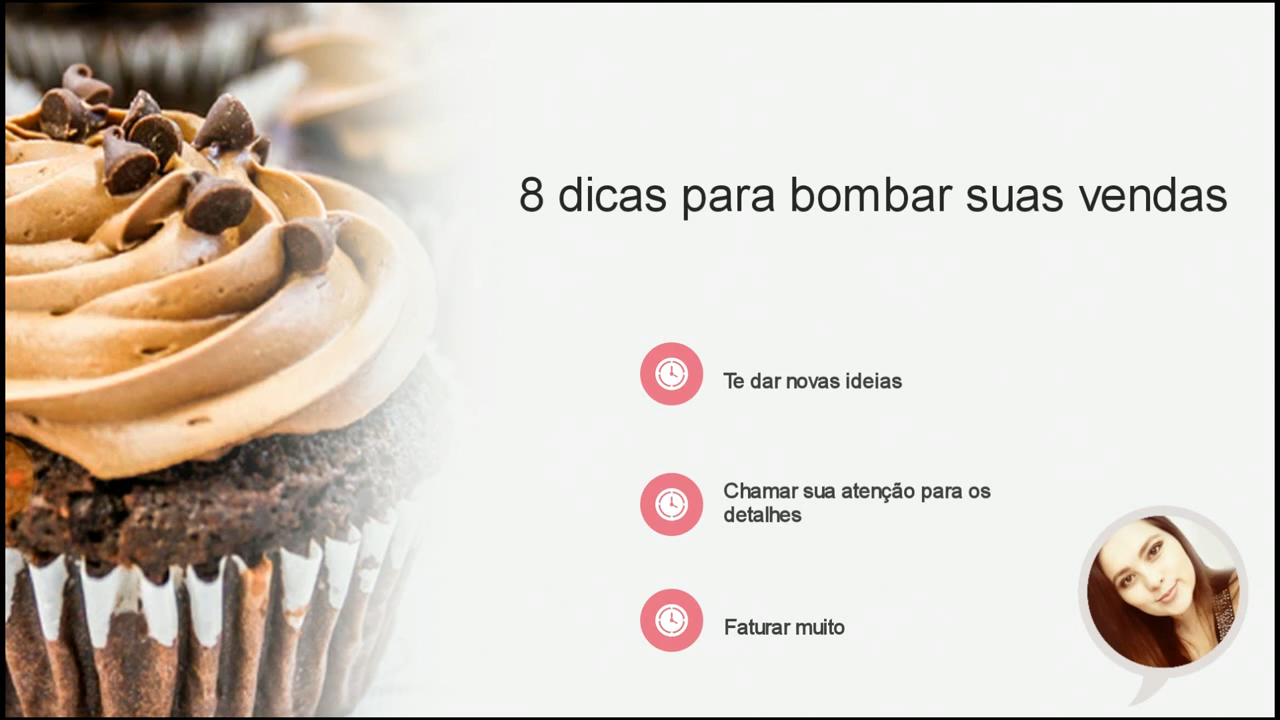 8 dicas para bombar suas vendas
Te dar novas ideias
Chamar sua atenção para os
detalhes
Faturar muito